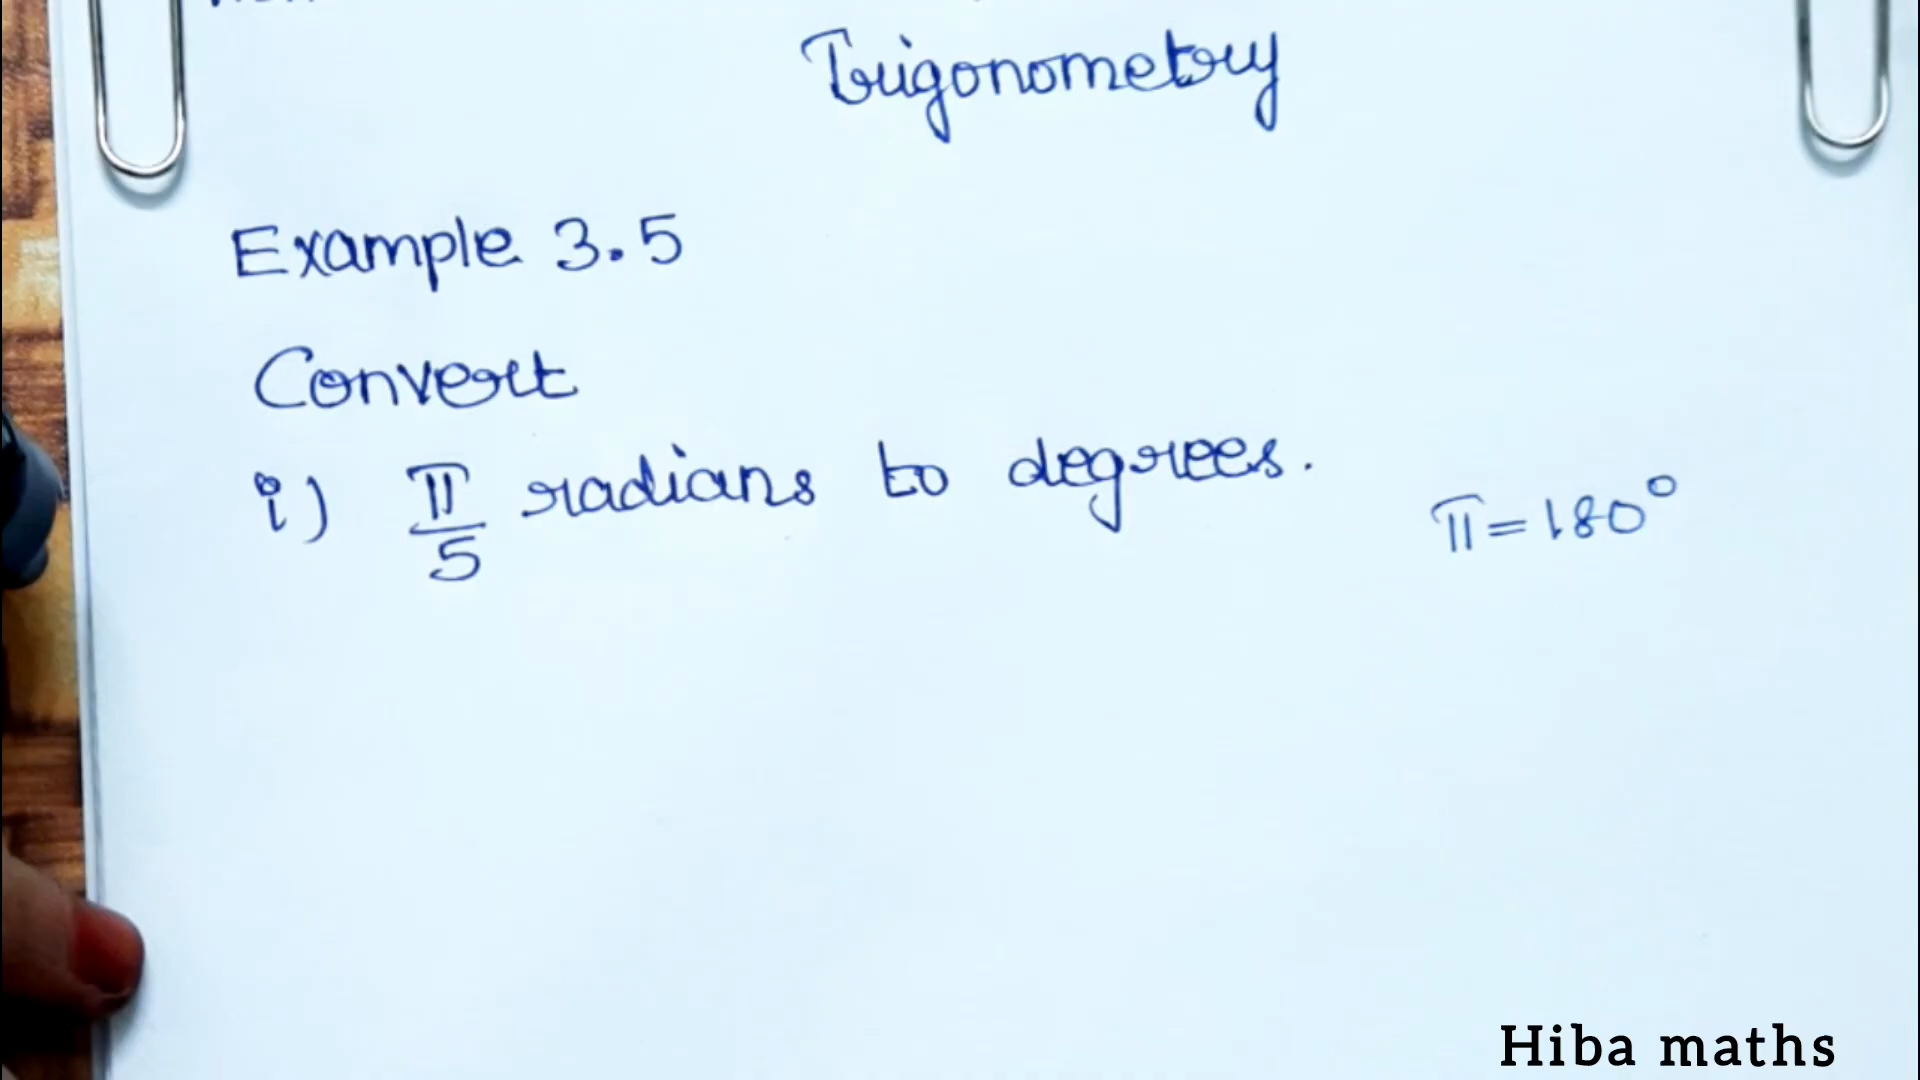 Trigonometry
Example 3.5
Convert
i) π/5 radians to degrees.
π=180°
Hiba maths